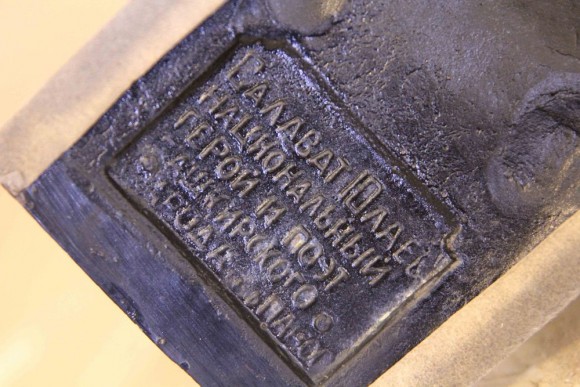 САЛАВАТ ЮЛАЕВ
НАЦИОНАЛЬНЫЙ
ГЕРОЙ И ПОЭТ
БАШКИРСКОГО
НАРОДА